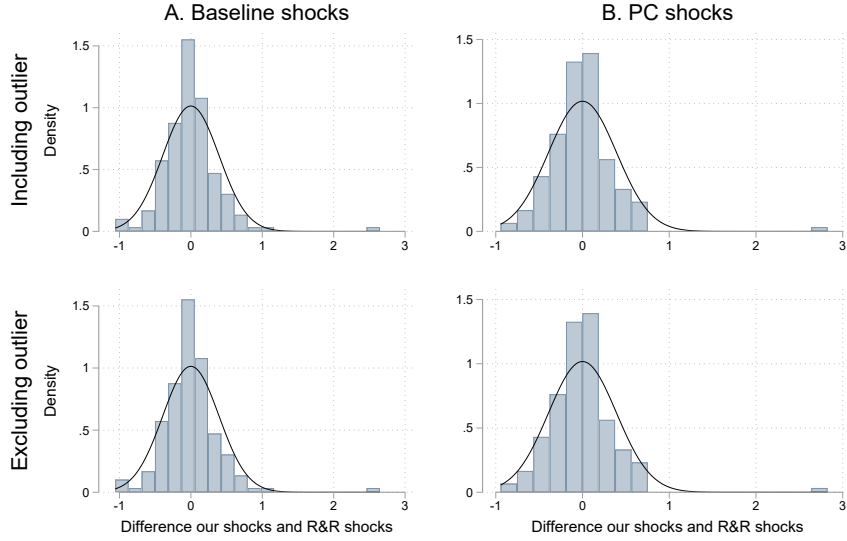 A. Baseline shocks
B. PC shocks
Including outlier
Density
1.5
1
.5
0
-1 0 1 2 3
1.5
1
.5
0
-1 0 1 2 3
Excluding outlier
Density
1.5
1
.5
0
-1 0 1 2 3
Difference our shocks and R&R shocks
1.5
1
.5
0
-1 0 1 2 3
Difference our shocks and R&R shocks